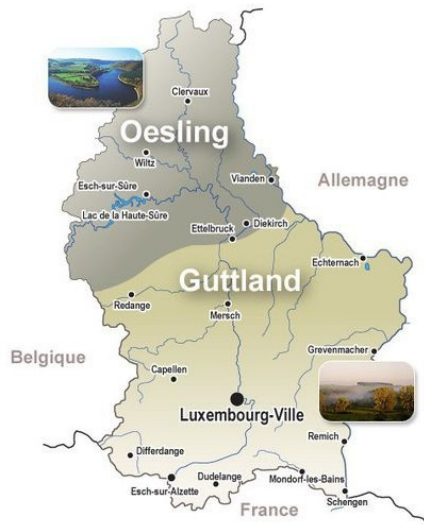 Clervaux
Oesling
Wiltz
Vianden
Allemagne
Esch-sur-Sûre
Lac de la Haute-Sûre
Diekirch
Ettelbruck
Echternach
Guttland
Redange
Mersch
Grevenmacher
Belgique
Capellen
Luxembourg-Ville
Remich
Differdange
Dudelange
Mondorf-les-Bains
Esch-sur-Alzette
Schengen
France